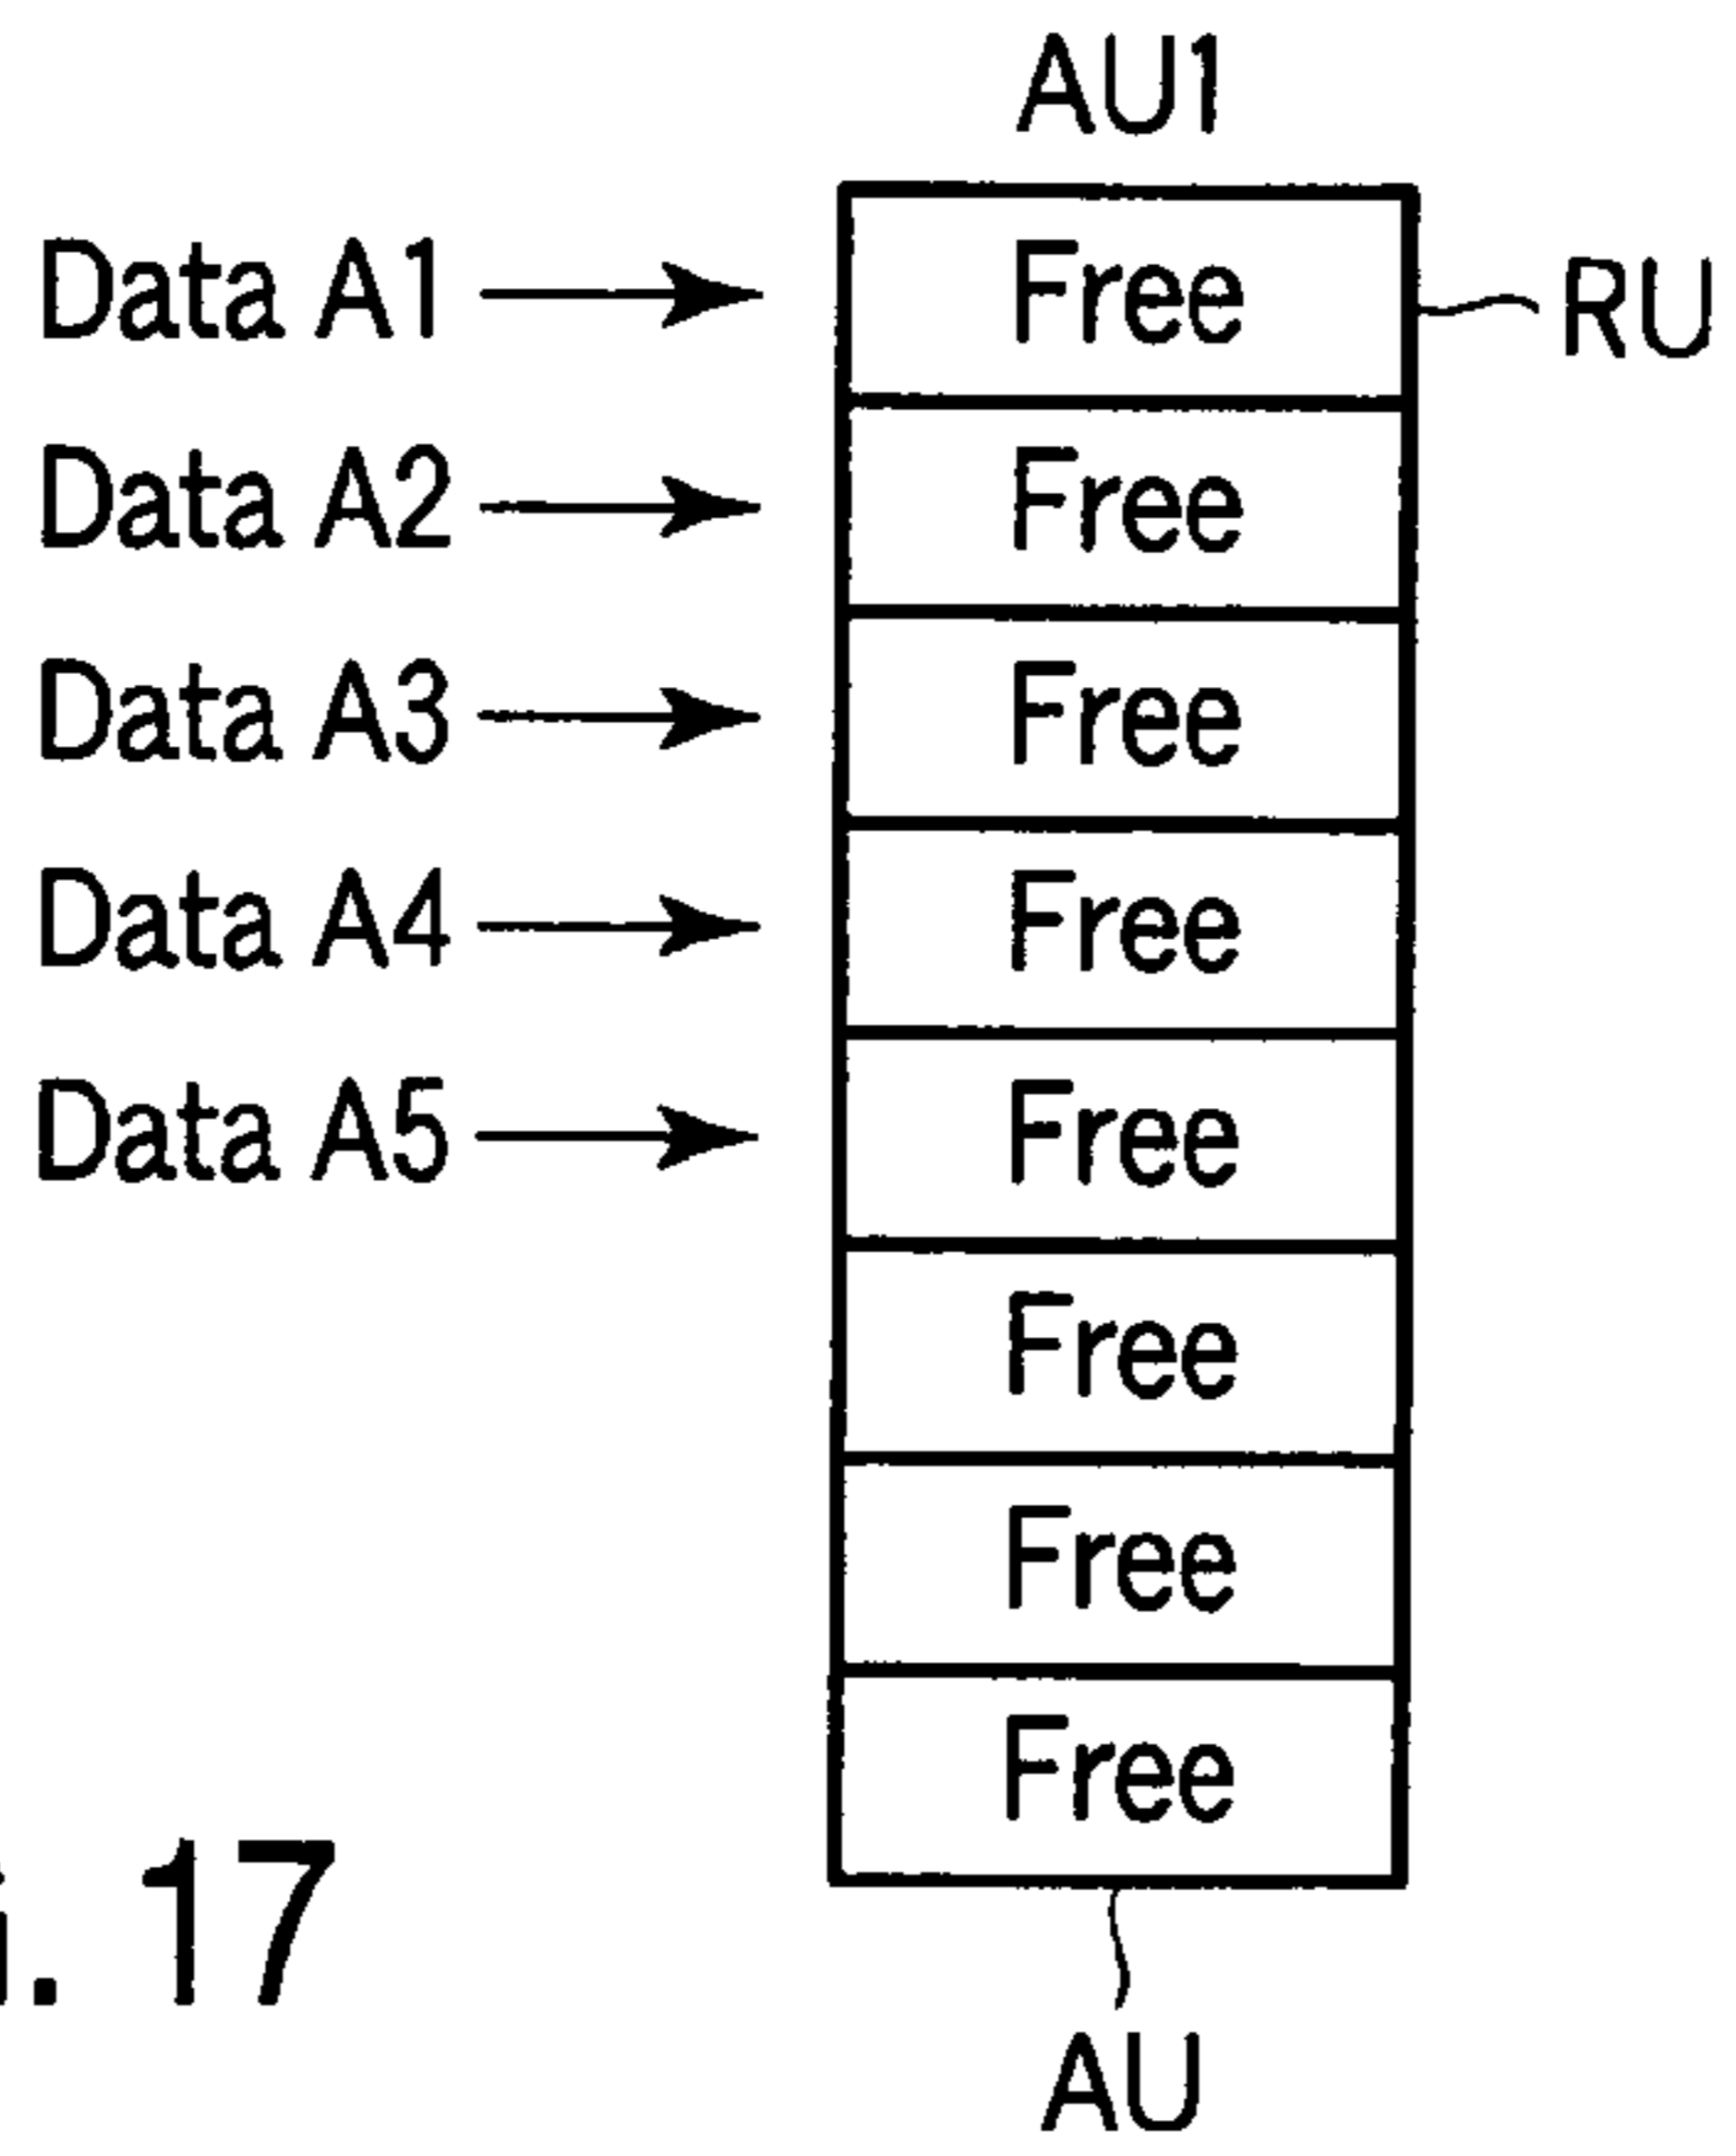 AU1
Data A1 Free RU
Data A2 Free
Data A3 Free
Data A4 Free
Data A5 Free
Free
Free
Free
. 17
AU